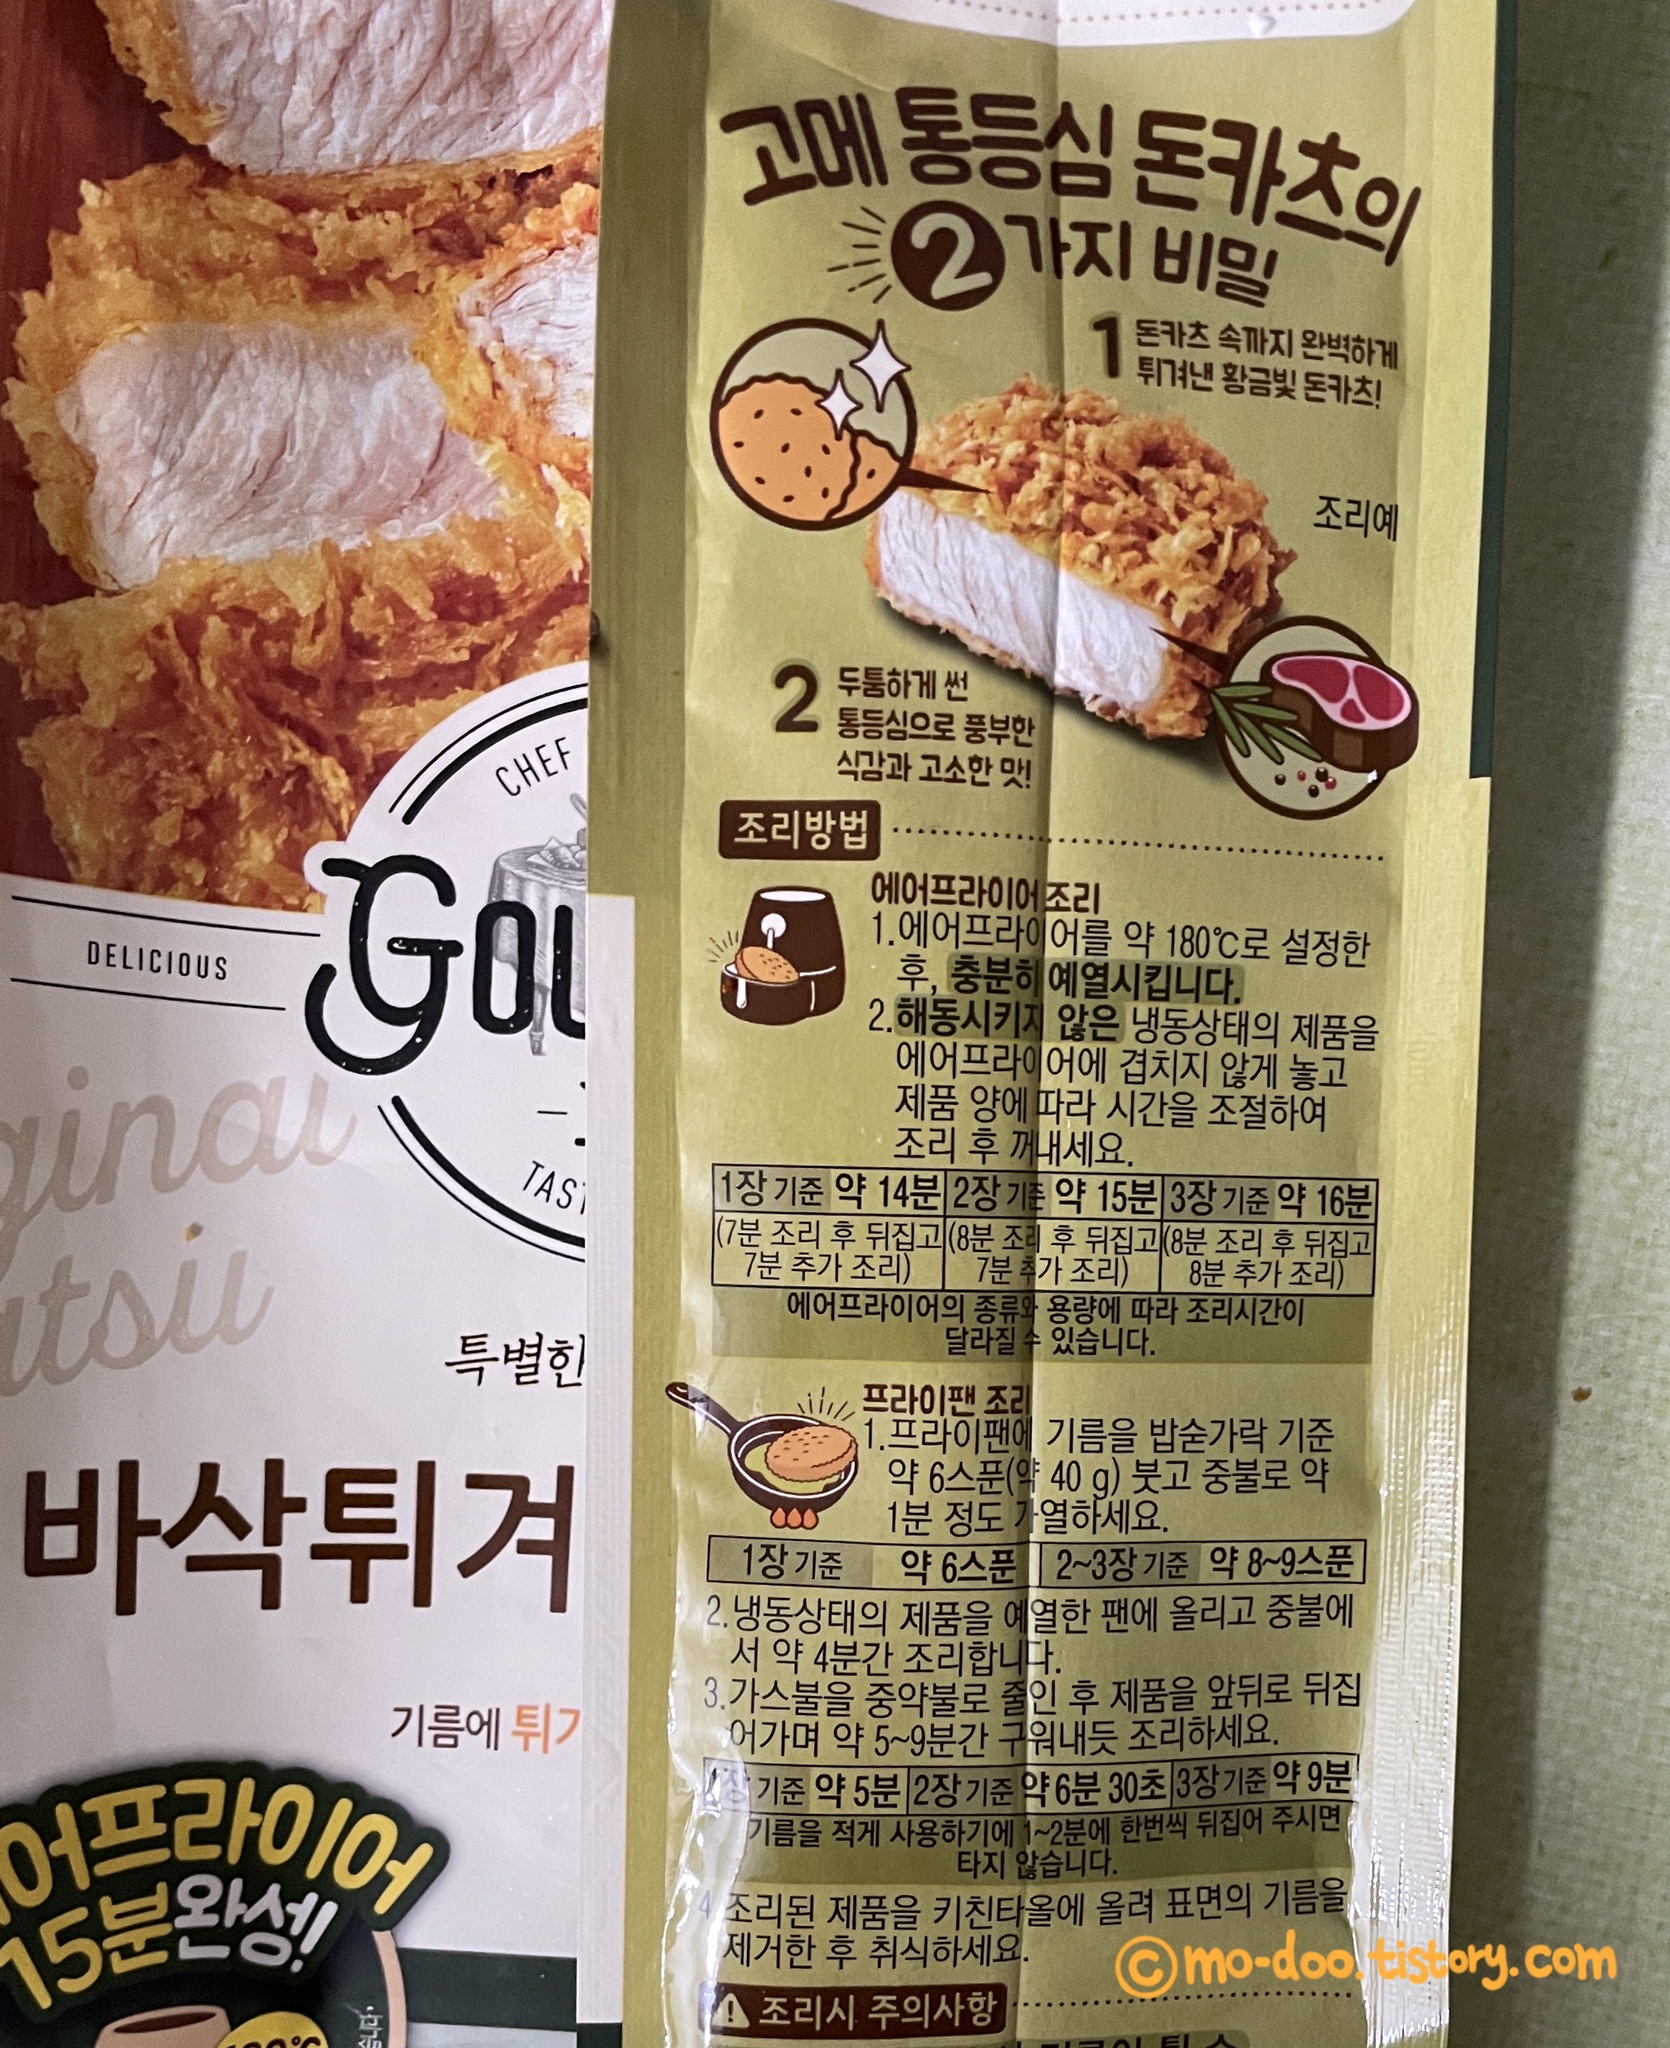 고메 통등심 돈카츠의
2가지 비밀
1 돈카츠 속까지 완벽하게
튀겨낸 황금빛 돈카츠!
조리예
2 두툼하게 썬
통등심으로 풍부한
식감과 고소한 맛!
조리방법
에어프라이어 조리
1.에어프라이어를 약 180℃로 설정한
후, 충분히 예열시킵니다.
2.해동시키지 않은 냉동상태의 제품을
에어프라이어에 겹치지 않게 놓고
제품 양에 따라 시간을 조절하여
조리 후 꺼내세요.
1장 기준 약 14분 2장 기준 약 15분 3장 기준 약 16분
(7분 조리 후 뒤집고 (8분 조리 후 뒤집고 (8분 조리 후 뒤집고
7분 추가 조리) 7분 추가 조리) 8분 추가 조리)
에어프라이어의 종류와 용량에 따라 조리시간이
달라질 수 있습니다.
프라이팬 조리
1.프라이팬에 기름을 밥숟가락 기준
약 6스푼(약 40 g) 붓고 중불로 약
1분 정도 가열하세요.
1장 기준 약 6스푼 2~3장 기준 약 8~9스푼
2.냉동상태의 제품을 예열한 팬에 올리고 중불에
서 약 4분간 조리합니다.
3.가스불을 중약불로 줄인 후 제품을 앞뒤로 뒤집
어가며 약 5~9분간 구워내듯 조리하세요.
1장 기준 약 5분 2장 기준 약 6분 30초 3장 기준 약 9분
기름을 적게 사용하기에 1~2분에 한번씩 뒤집어 주시면
타지 않습니다.
4.조리된 제품을 키친타올에 올려 표면의 기름을
제거한 후 취식하세요.
조리시 주의사항
CHEF
DELICIOUS
GOU
TAST
ginal
tsu
특별한
바삭튀겨
기름에 튀겨
어프라이어
15분완성!
©mo-doo.tistory.com